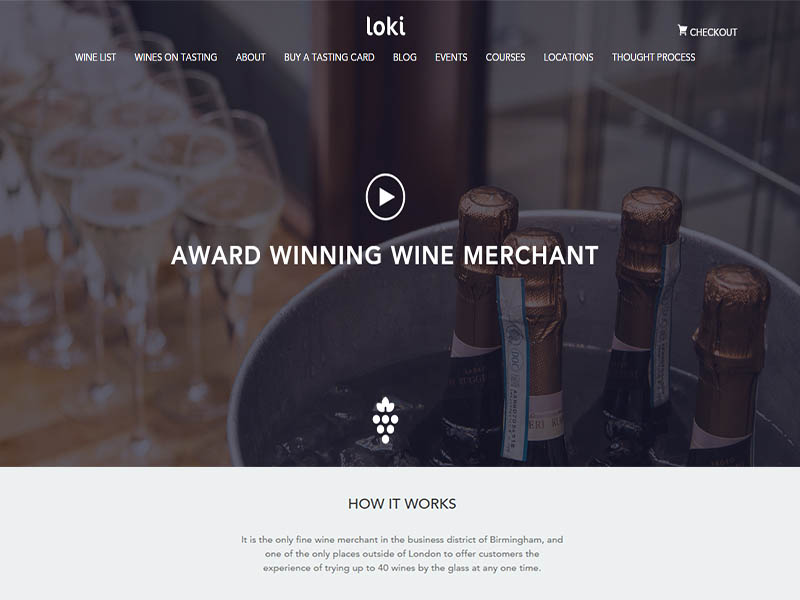 loki
CHECKOUT
WINE LIST WINES ON TASTING ABOUT BUY A TASTING CARD BLOG EVENTS COURSES LOCATIONS THOUGHT PROCESS
AWARD WINNING WINE MERCHANT
HOW IT WORKS
It is the only fine wine merchant in the business district of Birmingham, and
one of the only places outside of London to offer customers the
experience of trying up to 40 wines by the glass at any one time.